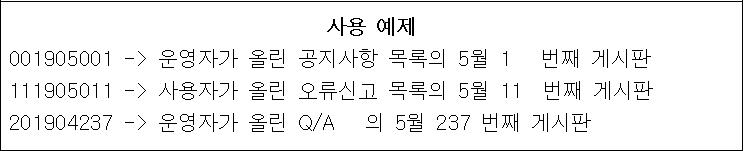 사용 예제
001905001 -> 운영자가 올린 공지사항 목록의 5월 1 번째 게시판
111905011 -> 사용자가 올린 오류신고 목록의 5월 11 번째 게시판
201904237 -> 운영자가 올린 Q/A 의 5월 237 번째 게시판